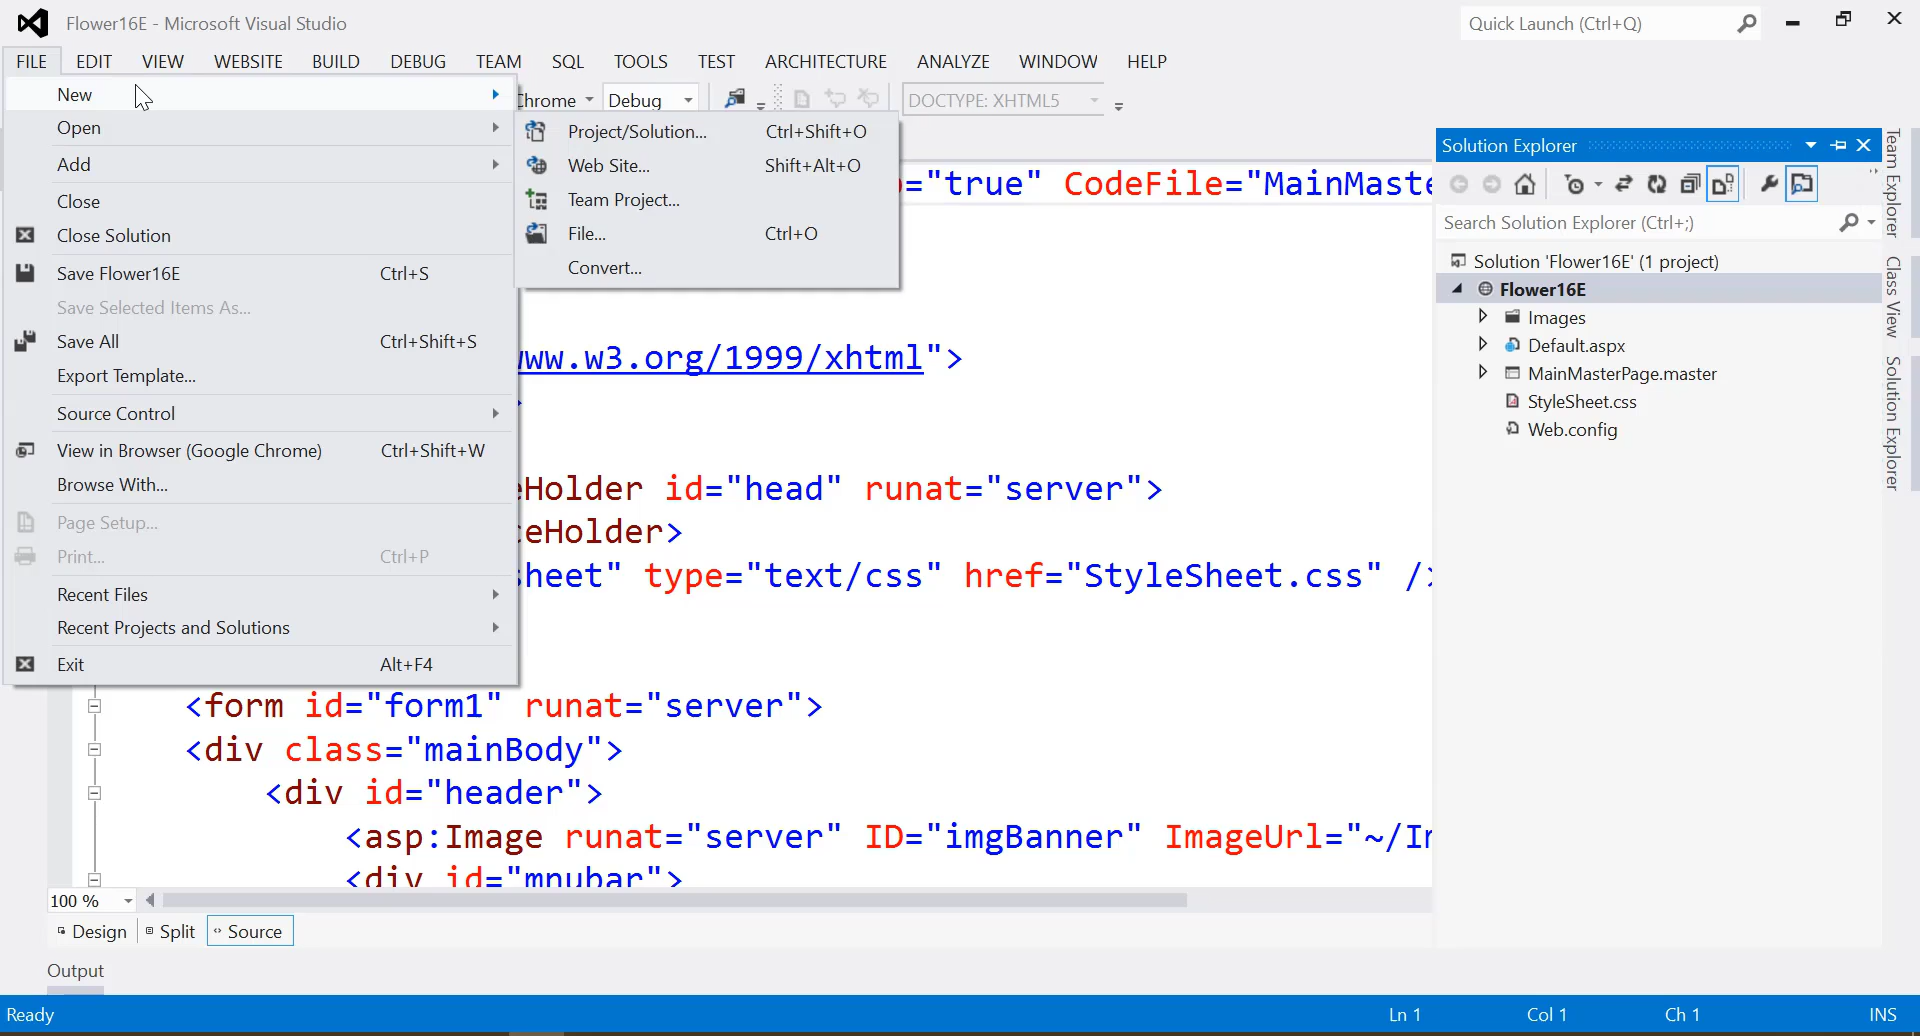 Flower16E - Microsoft Visual Studio
Quick Launch (Ctrl+Q)
FILE EDIT VIEW WEBSITE BUILD DEBUG TEAM SQL TOOLS TEST ARCHITECTURE ANALYZE WINDOW HELP
Debug DOCTYPE: XHTML5
New
Open
Add
Close
Close Solution
Save Flower16E Ctrl+S
Save Selected Items As...
Save All Ctrl+Shift+S
Export Template...
Source Control
View in Browser (Google Chrome) Ctrl+Shift+W
Browse With...
Page Setup...
Print... Ctrl+P
Recent Files
Recent Projects and Solutions
Exit Alt+F4
Project/Solution... Ctrl+Shift+O
Web Site... Shift+Alt+O
Team Project...
File... Ctrl+O
Convert...
="true" CodeFile="MainMaste
www.w3.org/1999/xhtml">
eHolder id="head" runat="server">
ceHolder>
sheet" type="text/css" href="StyleSheet.css" />
<form id="form1" runat="server">
<div class="mainBody">
<div id="header">
<asp:Image runat="server" ID="imgBanner" ImageUrl="~/Im
<div id="mnubar">
100 %
Design Split Source
Output
Solution Explorer
Search Solution Explorer (Ctrl+;)
Solution 'Flower16E' (1 project)
Flower16E
Images
Default.aspx
MainMasterPage.master
StyleSheet.css
Web.config
Team Explorer
Class View
Solution Explorer
Ready Ln 1 Col 1 Ch 1 INS